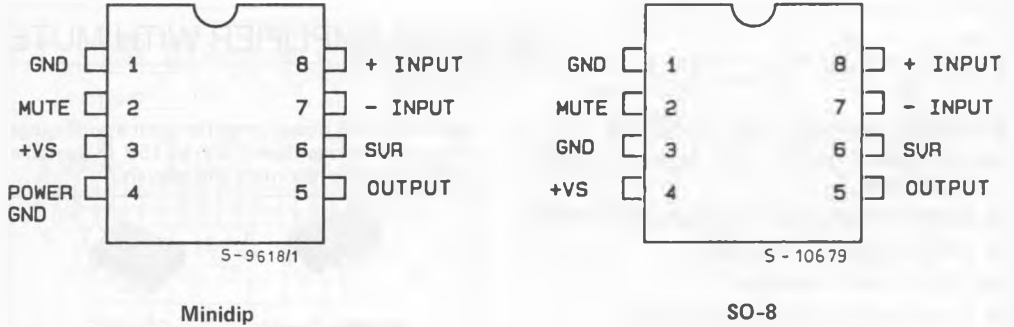 GND 1 8 + INPUT
MUTE 2 7 - INPUT
+VS 3 6 SVR
POWER GND 4 5 OUTPUT
S-9618/1
Minidip
GND 1 8 + INPUT
MUTE 2 7 - INPUT
GND 3 6 SVR
+VS 4 5 OUTPUT
S - 10679
SO-8